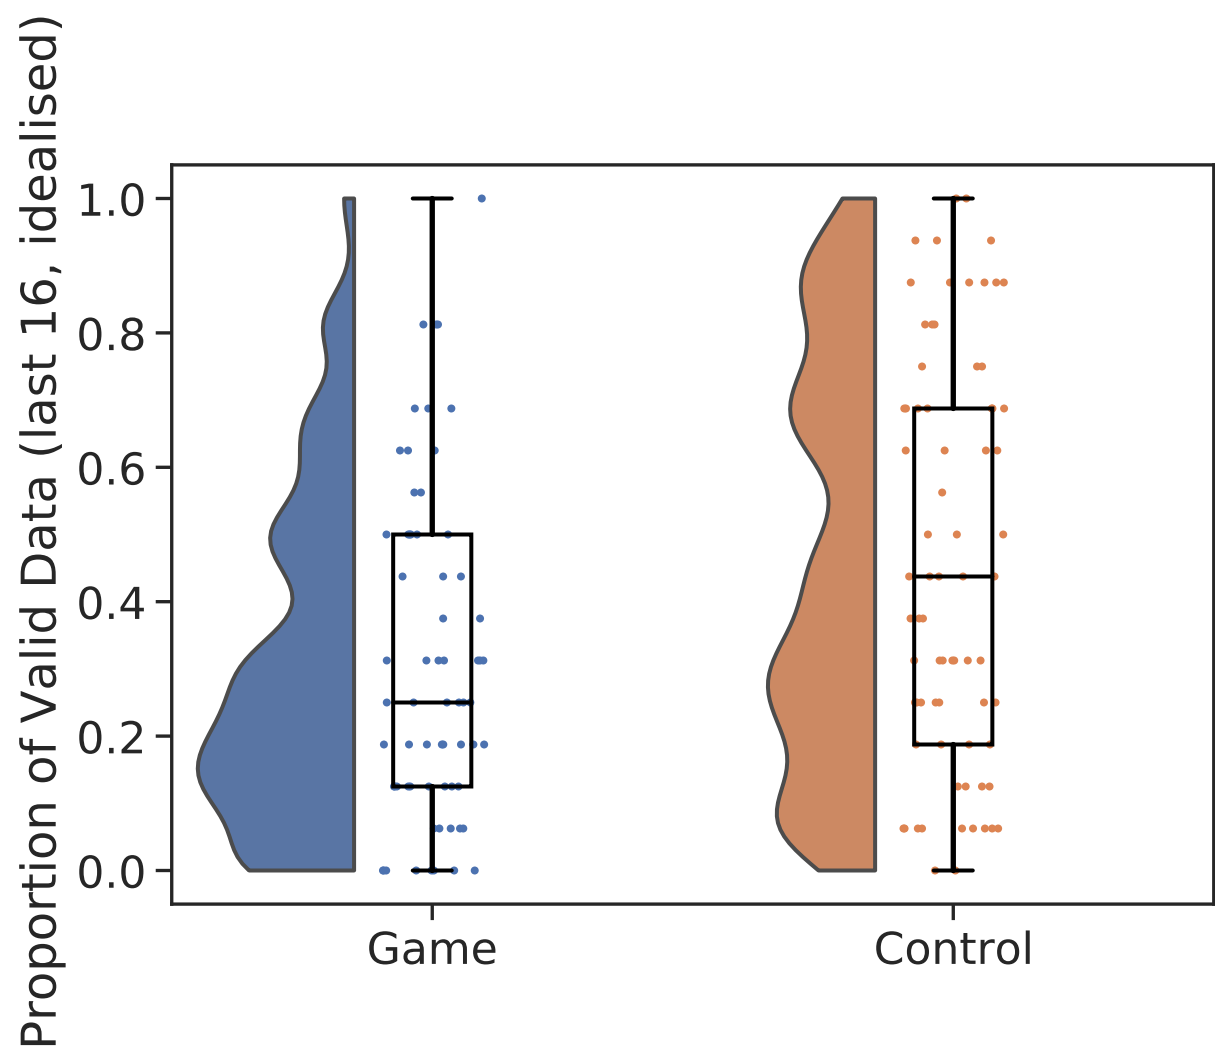 Proportion of Valid Data (last 16, idealised)
1.0
0.8
0.6
0.4
0.2
0.0
Game
Control